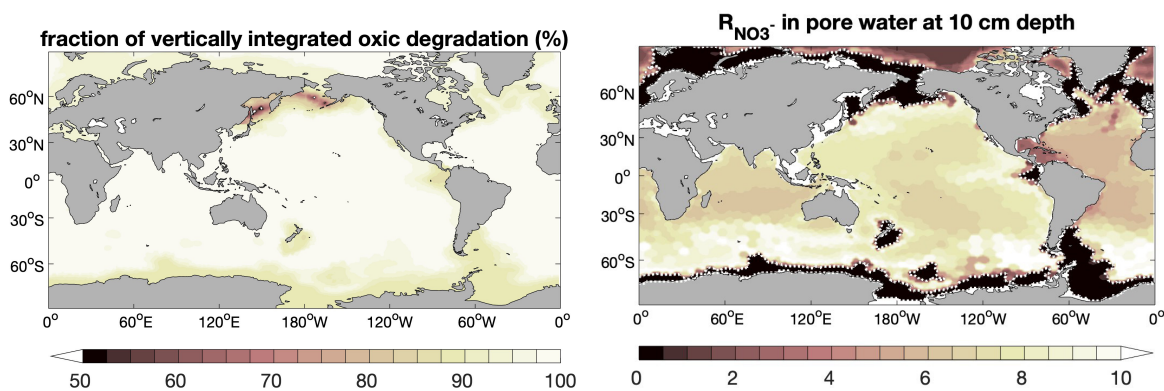 fraction of vertically integrated oxic degradation (%)
60°N
30°N
0°
30°S
60°S
0° 60°E 120°E 180°W 120°W 60°W 0°
50 60 70 80 90 100
R_NO3- in pore water at 10 cm depth
60°N
30°N
0°
30°S
60°S
0° 60°E 120°E 180°W 120°W 60°W 0°
0 2 4 6 8 10